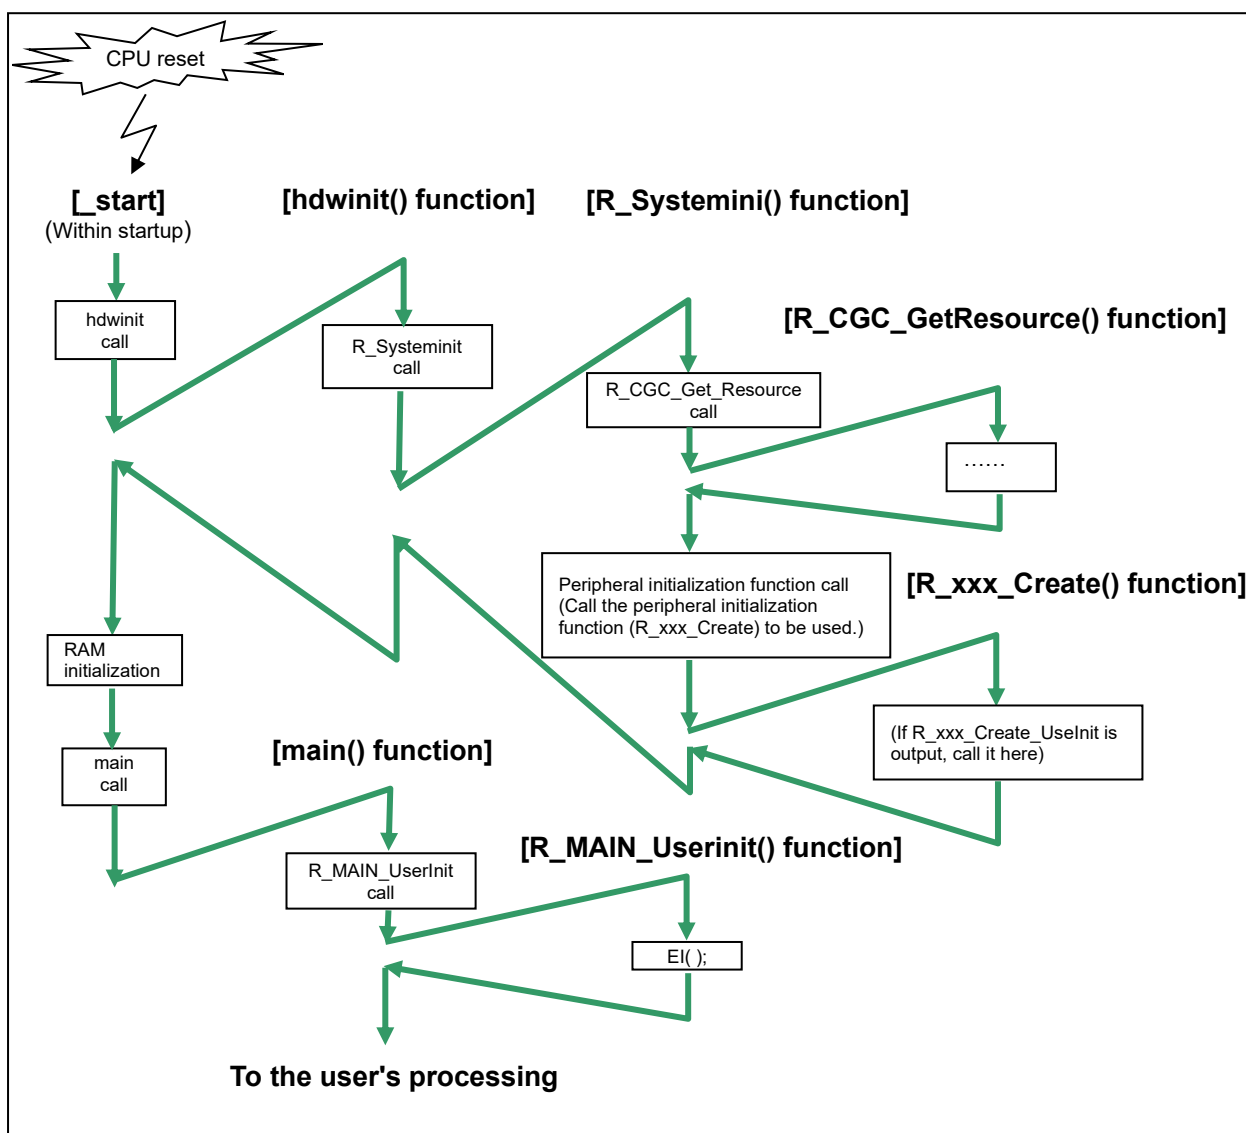 CPU reset
[_start]
(Within startup)
[hdwinit() function]
[R_Systemini() function]
hdwinit
call
R_Systeminit
call
[R_CGC_GetResource() function]
R_CGC_Get_Resource
call
......
Peripheral initialization function call
(Call the peripheral initialization
function (R_xxx_Create) to be used.)
[R_xxx_Create() function]
RAM
initialization
(If R_xxx_Create_UseInit is
output, call it here)
main
call
[main() function]
R_MAIN_UserInit
call
[R_MAIN_Userinit() function]
EI( );
To the user's processing